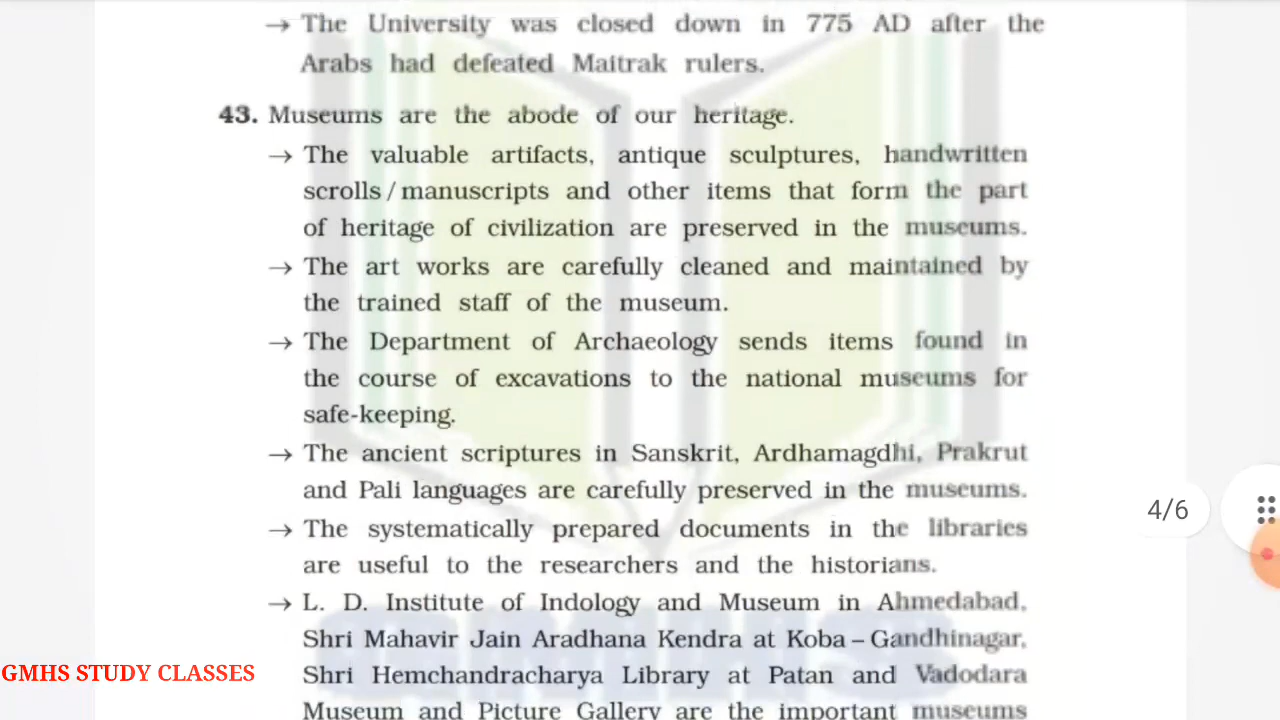 → The University was closed down in 775 AD after the
Arabs had defeated Maitrak rulers.
43. Museums are the abode of our heritage.
→ The valuable artifacts, antique sculptures, handwritten
scrolls / manuscripts and other items that form the part
of heritage of civilization are preserved in the museums.
→ The art works are carefully cleaned and maintained by
the trained staff of the museum.
→ The Department of Archaeology sends items found in
the course of excavations to the national museums for
safe-keeping.
→ The ancient scriptures in Sanskrit, Ardhamagdhi, Prakrut
and Pali languages are carefully preserved in the museums.
→ The systematically prepared documents in the libraries
are useful to the researchers and the historians.
→ L. D. Institute of Indology and Museum in Ahmedabad,
Shri Mahavir Jain Aradhana Kendra at Koba – Gandhinagar,
Shri Hemchandracharya Library at Patan and Vadodara
Museum and Picture Gallery are the important museums
4/6
GMHS STUDY CLASSES